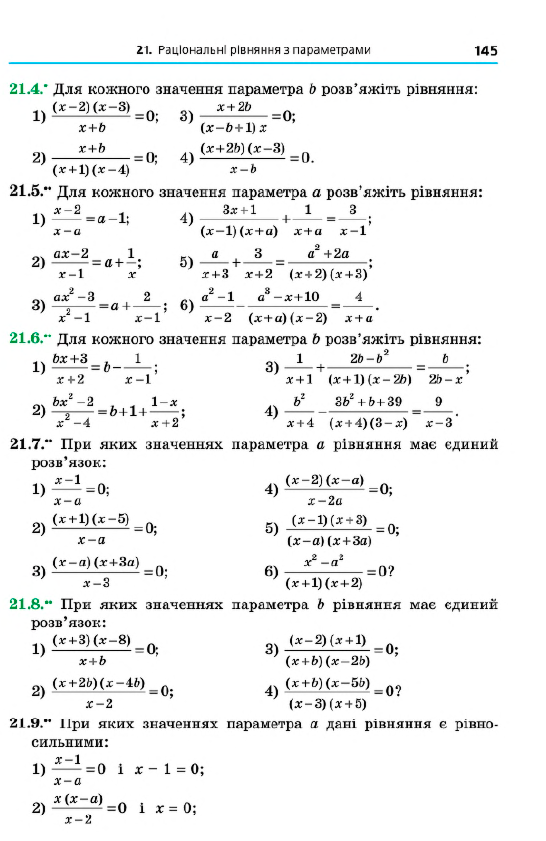 21. Раціональні рівняння з параметрами 145
21.4.• Для кожного значення параметра b розв’яжіть рівняння:
1) (x−2)(x−3)/(x+b) = 0; 3) (x+2b)/((x−b+1)x) = 0;
2) (x+b)/((x+1)(x−4)) = 0; 4) (x+2b)(x−3)/(x−b) = 0.
21.5.•• Для кожного значення параметра a розв’яжіть рівняння:
1) (x−2)/(x−a) = a−1; 4) (3x+1)/((x−1)(x+a)) + 1/(x+a) = 3/(x−1);
2) (ax−2)/(x−1) = a + 1/x; 5) a/(x+3) + 3/(x+2) = (a²+2a)/((x+2)(x+3));
3) (ax²−3)/(x²−1) = a + 2/(x−1); 6) (a²−1)/(x−2) − (a³−x+10)/((x+a)(x−2)) = 4/(x+a).
21.6.•• Для кожного значення параметра b розв’яжіть рівняння:
1) (bx+3)/(x+2) = b − 1/(x−1); 3) 1/(x+1) + (2b−b²)/((x+1)(x−2b)) = b/(2b−x);
2) (bx²−2)/(x²−4) = b+1+ (1−x)/(x+2); 4) b²/(x+4) − (3b²+b+39)/((x+4)(3−x)) = 9/(x−3).
21.7.•• При яких значеннях параметра a рівняння має єдиний
розв’язок:
1) (x−1)/(x−a) = 0; 4) (x−2)(x−a)/(x−2a) = 0;
2) (x+1)(x−5)/(x−a) = 0; 5) (x−1)(x+3)/((x−a)(x+3a)) = 0;
3) (x−a)(x+3a)/(x−3) = 0; 6) (x²−a²)/((x+1)(x+2)) = 0?
21.8.•• При яких значеннях параметра b рівняння має єдиний
розв’язок:
1) (x+3)(x−8)/(x+b) = 0; 3) (x−2)(x+1)/((x+b)(x−2b)) = 0;
2) (x+2b)(x−4b)/(x−2) = 0; 4) (x+b)(x−5b)/((x−3)(x+5)) = 0?
21.9.•• При яких значеннях параметра a дані рівняння є рівно-
сильними:
1) (x−1)/(x−a) = 0 і x − 1 = 0;
2) x(x−a)/(x−2) = 0 і x = 0;